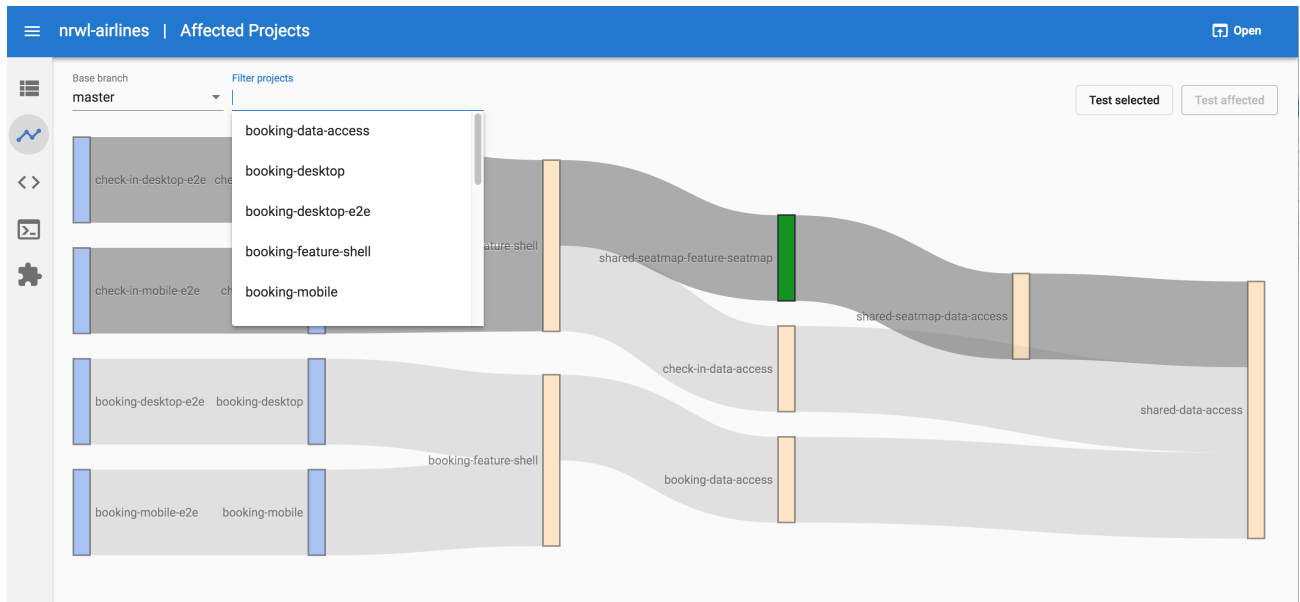 nrwl-airlines | Affected Projects
Open
Base branch
master
Filter projects
Test selected
Test affected
booking-data-access
booking-desktop
booking-desktop-e2e
booking-feature-shell
booking-mobile
check-in-desktop-e2e
che
ature-shell
shared-seatmap-feature-seatmap
check-in-mobile-e2e
ch
shared-seatmap-data-access
check-in-data-access
booking-desktop-e2e
booking-desktop
shared-data-access
booking-feature-shell
booking-data-access
booking-mobile-e2e
booking-mobile